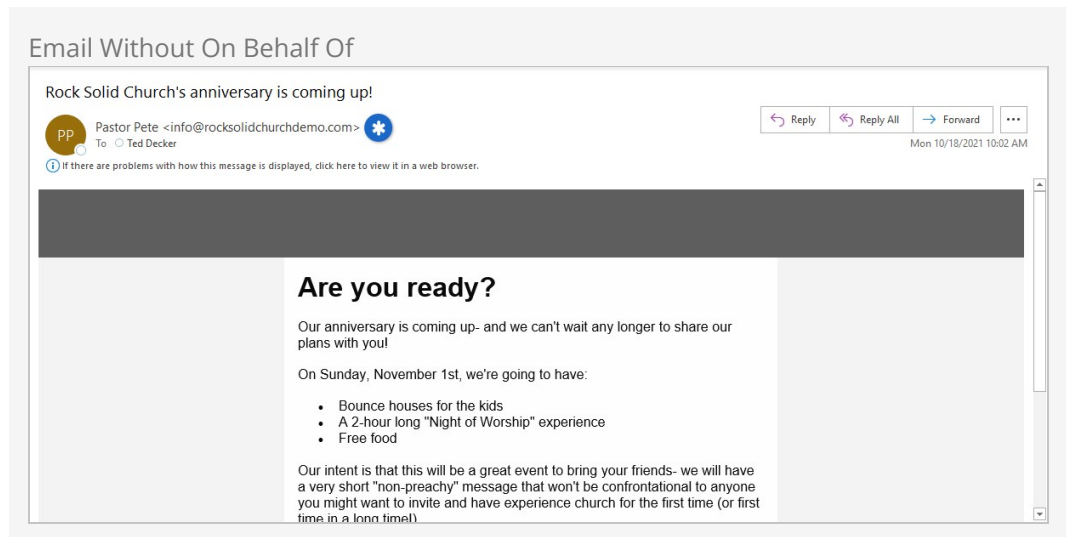 Email Without On Behalf Of
Rock Solid Church's anniversary is coming up!
PP
Pastor Pete <info@rocksolidchurchdemo.com>
To Ted Decker
Reply
Reply All
Forward
Mon 10/18/2021 10:02 AM
If there are problems with how this message is displayed, click here to view it in a web browser.
Are you ready?
Our anniversary is coming up- and we can't wait any longer to share our
plans with you!
On Sunday, November 1st, we're going to have:
• Bounce houses for the kids
• A 2-hour long "Night of Worship" experience
• Free food
Our intent is that this will be a great event to bring your friends- we will have
a very short "non-preachy" message that won't be confrontational to anyone
you might want to invite and have experience church for the first time (or first
time in a long time!)